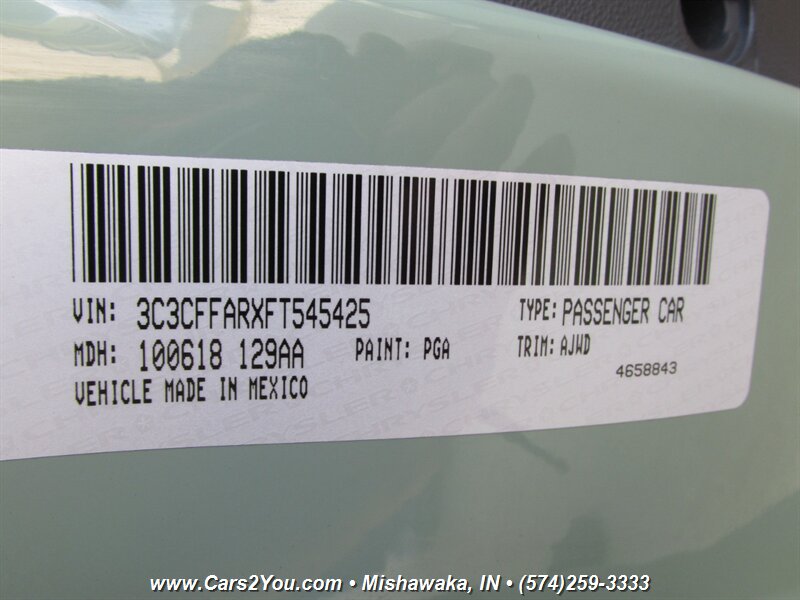 VIN: 3C3CFFARXFT545425 TYPE: PASSENGER CAR
MDH: 100618 129AA PAINT: PGA TRIM: AJWD
VEHICLE MADE IN MEXICO 4658843
www.Cars2You.com • Mishawaka, IN • (574)259-3333